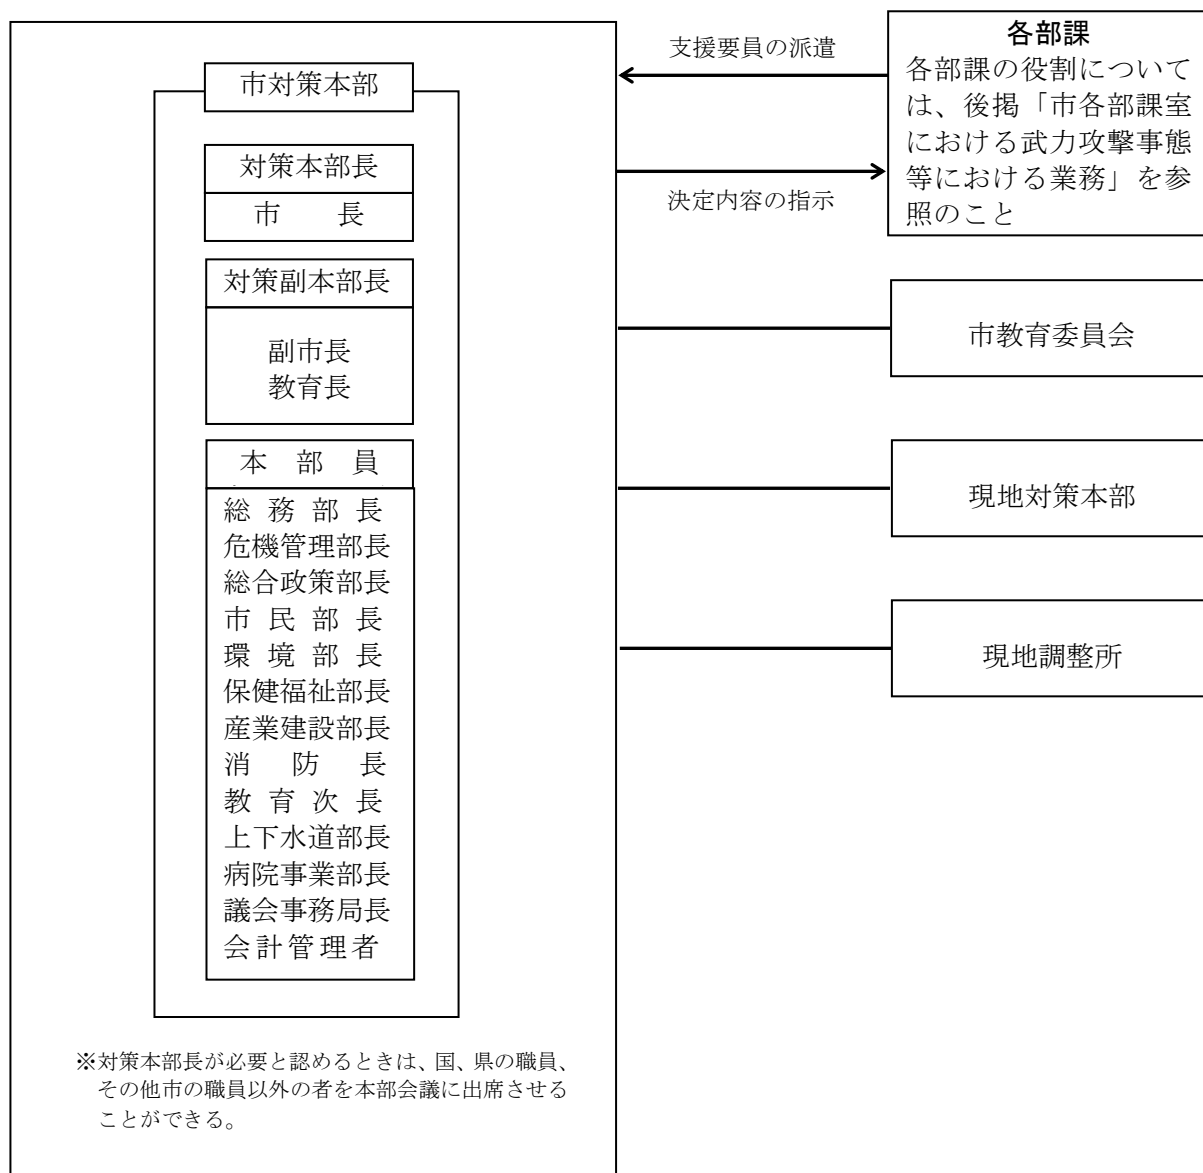 市対策本部
対策本部長
市　　長
対策副本部長
副市長
教育長
本　部　員
総 務 部 長
危機管理部長
総合政策部長
市 民 部 長
環 境 部 長
保健福祉部長
産業建設部長
消　防　長
教 育 次 長
上下水道部長
病院事業部長
議会事務局長
会計管理者
※対策本部長が必要と認めるときは、国、県の職員、
その他市の職員以外の者を本部会議に出席させる
ことができる。
支援要員の派遣
決定内容の指示
各部課
各部課の役割について
は、後掲「市各部課室
における武力攻撃事態
等における業務」を参
照のこと
市教育委員会
現地対策本部
現地調整所